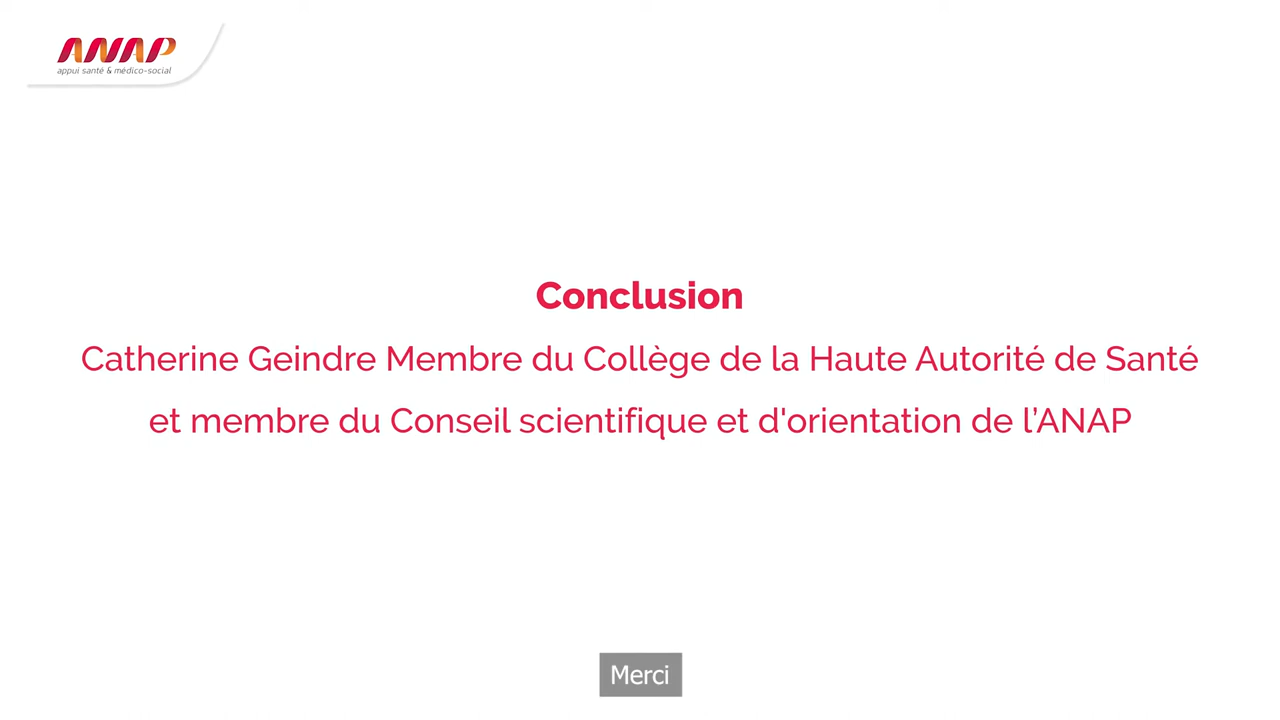 ANAP
appui santé & médico-social
Conclusion
Catherine Geindre Membre du Collège de la Haute Autorité de Santé
et membre du Conseil scientifique et d'orientation de l’ANAP
Merci